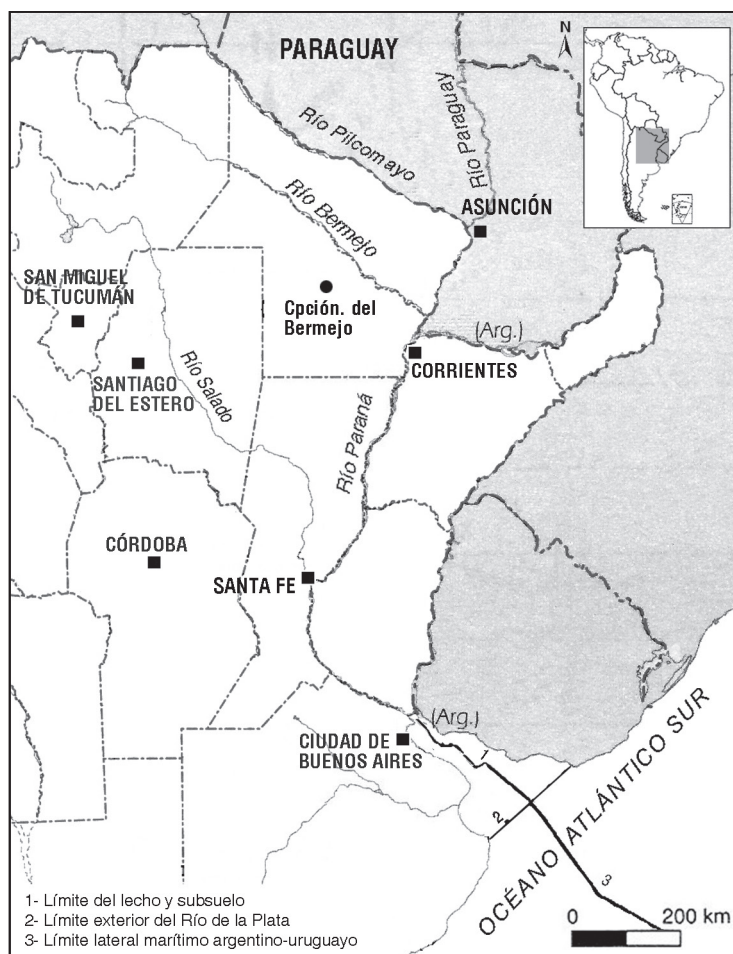 PARAGUAY
N
Río Pilcomayo
Río Paraguay
ASUNCIÓN
Río Bermejo
SAN MIGUEL
DE TUCUMÁN
Cpción. del
Bermejo
(Arg.)
CORRIENTES
SANTIAGO
DEL ESTERO
Río Salado
Río Paraná
CÓRDOBA
SANTA FE
(Arg.)
CIUDAD DE
BUENOS AIRES
1
2
3
OCÉANO ATLÁNTICO SUR
1- Límite del lecho y subsuelo
2- Límite exterior del Río de la Plata
3- Límite lateral marítimo argentino-uruguayo
0 200 km